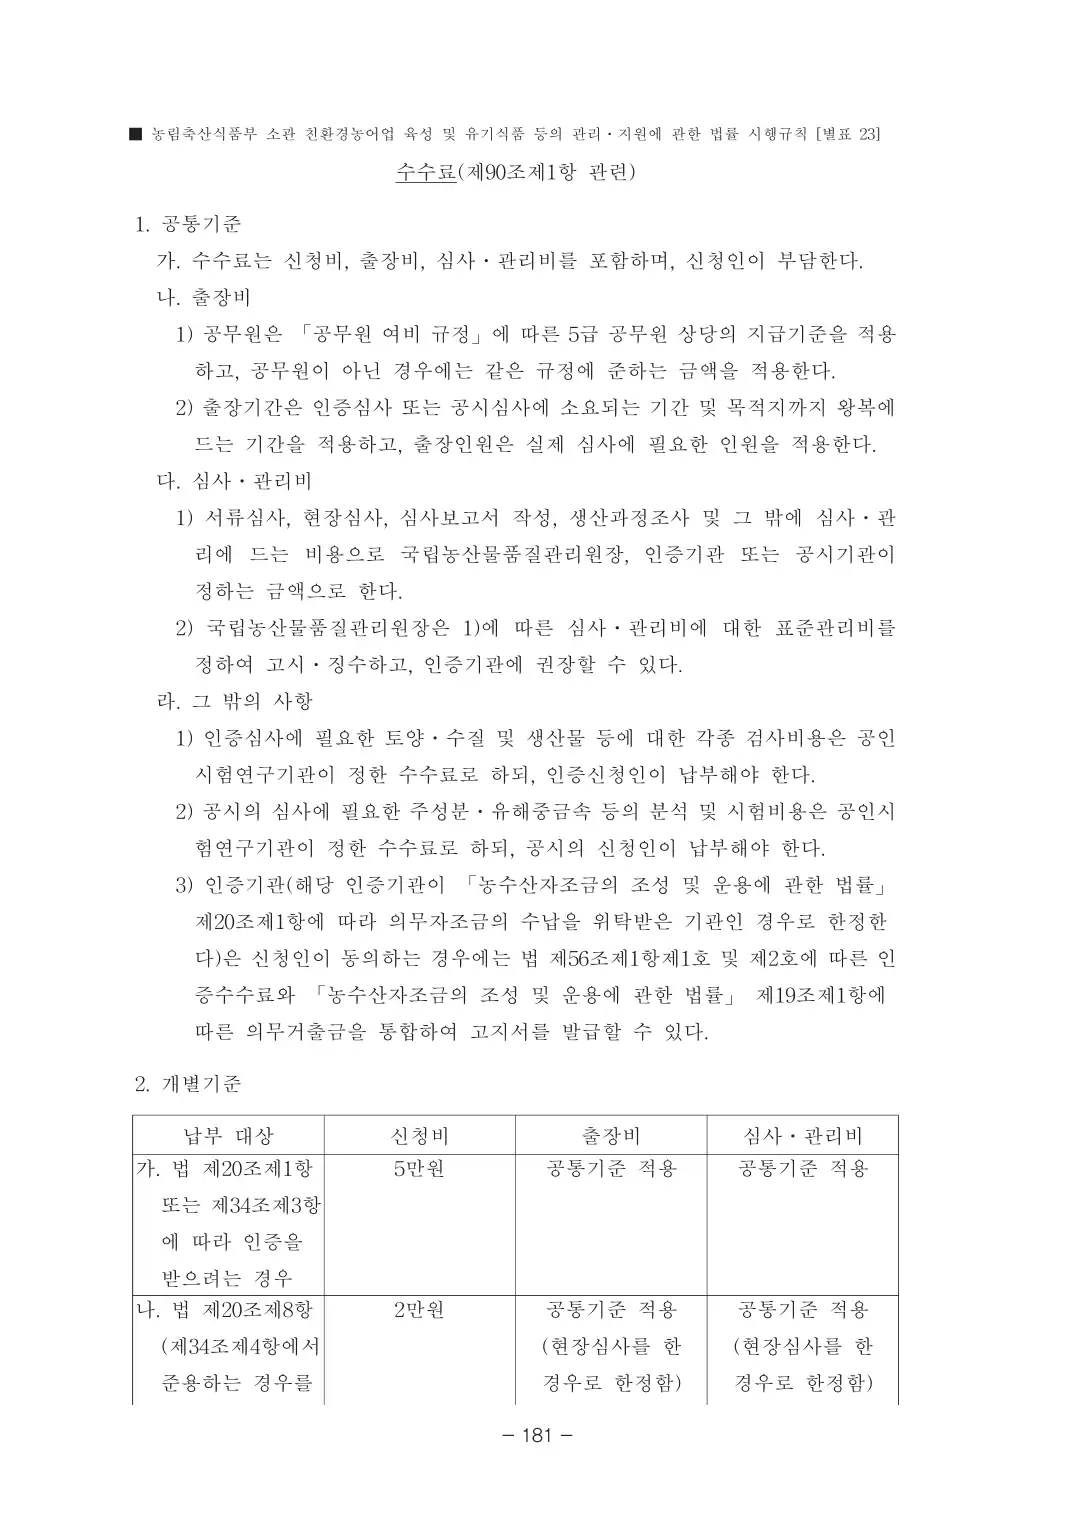 ■ 농림축산식품부 소관 친환경농어업 육성 및 유기식품 등의 관리・지원에 관한 법률 시행규칙 [별표 23]
수수료(제90조제1항 관련)
1. 공통기준
가. 수수료는 신청비, 출장비, 심사・관리비를 포함하며, 신청인이 부담한다.
나. 출장비
1) 공무원은 「공무원 여비 규정」에 따른 5급 공무원 상당의 지급기준을 적용
하고, 공무원이 아닌 경우에는 같은 규정에 준하는 금액을 적용한다.
2) 출장기간은 인증심사 또는 공시심사에 소요되는 기간 및 목적지까지 왕복에
드는 기간을 적용하고, 출장인원은 실제 심사에 필요한 인원을 적용한다.
다. 심사・관리비
1) 서류심사, 현장심사, 심사보고서 작성, 생산과정조사 및 그 밖에 심사・관
리에 드는 비용으로 국립농산물품질관리원장, 인증기관 또는 공시기관이
정하는 금액으로 한다.
2) 국립농산물품질관리원장은 1)에 따른 심사・관리비에 대한 표준관리비를
정하여 고시・징수하고, 인증기관에 권장할 수 있다.
라. 그 밖의 사항
1) 인증심사에 필요한 토양・수질 및 생산물 등에 대한 각종 검사비용은 공인
시험연구기관이 정한 수수료로 하되, 인증신청인이 납부해야 한다.
2) 공시의 심사에 필요한 주성분・유해중금속 등의 분석 및 시험비용은 공인시
험연구기관이 정한 수수료로 하되, 공시의 신청인이 납부해야 한다.
3) 인증기관(해당 인증기관이 「농수산자조금의 조성 및 운용에 관한 법률」
제20조제1항에 따라 의무자조금의 수납을 위탁받은 기관인 경우로 한정한
다)은 신청인이 동의하는 경우에는 법 제56조제1항제1호 및 제2호에 따른 인
증수수료와 「농수산자조금의 조성 및 운용에 관한 법률」 제19조제1항에
따른 의무거출금을 통합하여 고지서를 발급할 수 있다.
2. 개별기준
납부 대상 신청비 출장비 심사・관리비
가. 법 제20조제1항 5만원 공통기준 적용 공통기준 적용
또는 제34조제3항
에 따라 인증을
받으려는 경우
나. 법 제20조제8항 2만원 공통기준 적용 공통기준 적용
(제34조제4항에서 (현장심사를 한 (현장심사를 한
준용하는 경우를 경우로 한정함) 경우로 한정함)
- 181 -